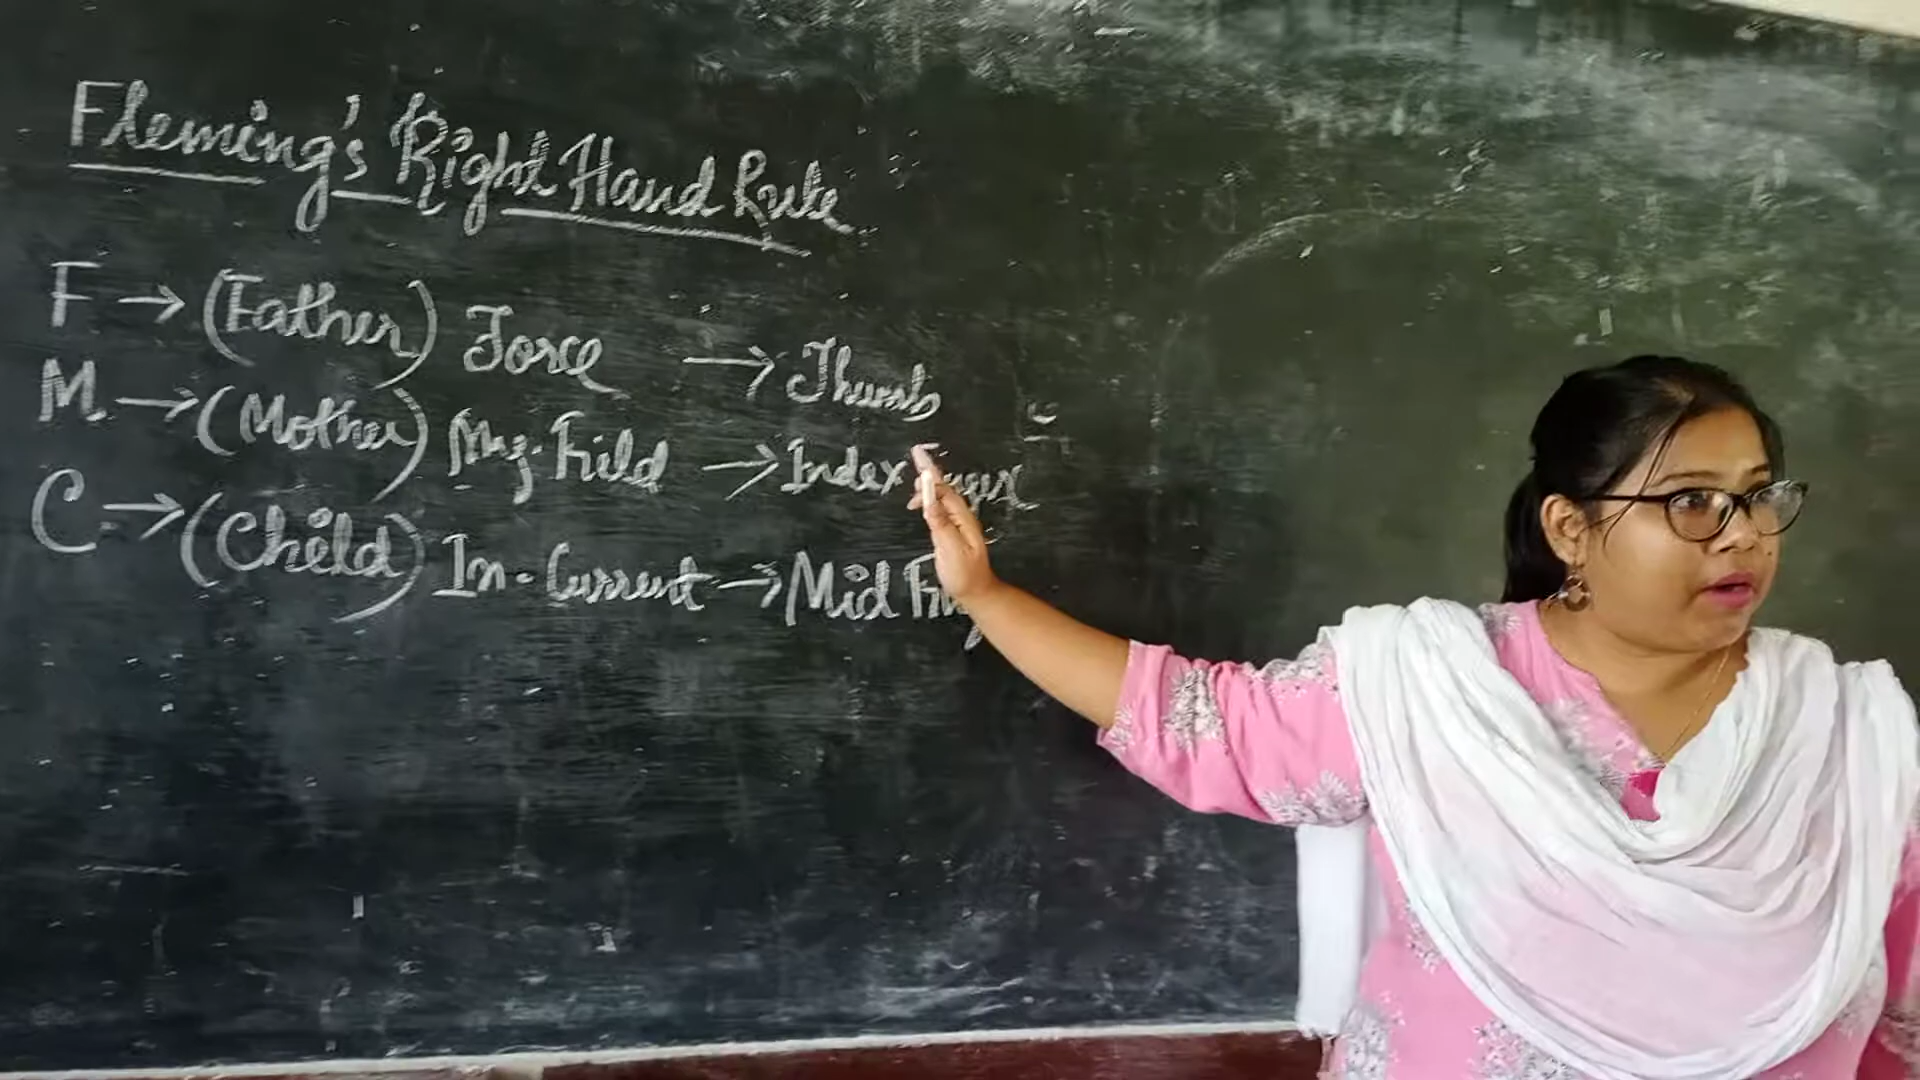 Fleming's Right Hand Rule
F → (Father) Force → Thumb
M → (Mother) Mg. Field → Index
C → (Child) In-Current → Mid